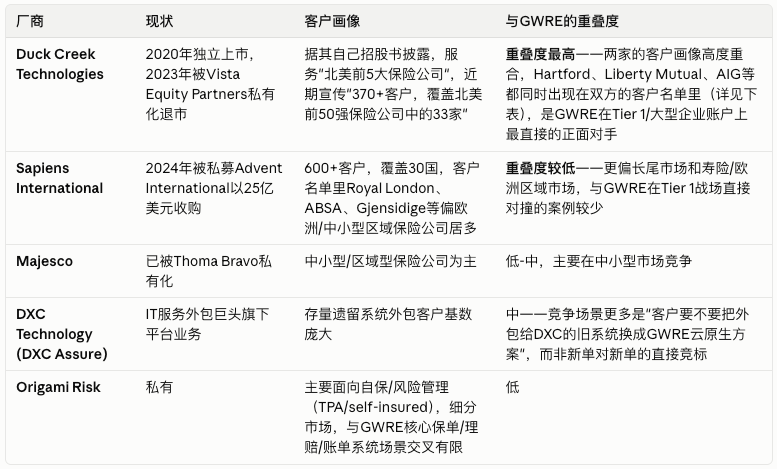 厂商 现状 客户画像 与GWRE的重叠度
Duck Creek
Technologies
2020年独立上市，
2023年被Vista
Equity Partners私有
化退市
据其自己招股书披露，服
务"北美前5大保险公司"，近
期宣传"370+客户，覆盖北美
前50强保险公司中的33家"
重叠度最高——两家的客户画像高度重
合，Hartford、Liberty Mutual、AIG等
都同时出现在双方的客户名单里（详见下
表），是GWRE在Tier 1/大型企业账户上
最直接的正面对手
Sapiens
International
2024年被私募Advent
International以25亿
美元收购
600+客户，覆盖30国，客户
名单里Royal London、
ABSA、Gjensidige等偏欧
洲/中小型区域保险公司居多
重叠度较低——更偏长尾市场和寿险/欧
洲区域市场，与GWRE在Tier 1战场直接
对撞的案例较少
Majesco
已被Thoma Bravo私
有化
中小型/区域型保险公司为主
低-中，主要在中小型市场竞争
DXC
Technology
(DXC Assure)
IT服务外包巨头旗下
平台业务
存量遗留系统外包客户基数
庞大
中——竞争场景更多是"客户要不要把外
包给DXC的旧系统换成GWRE云原生方
案"，而非新单对新单的直接竞标
Origami Risk
私有
主要面向自保/风险管理
（TPA/self-insured），细分
市场，与GWRE核心保单/理
赔/账单系统场景交叉有限
低